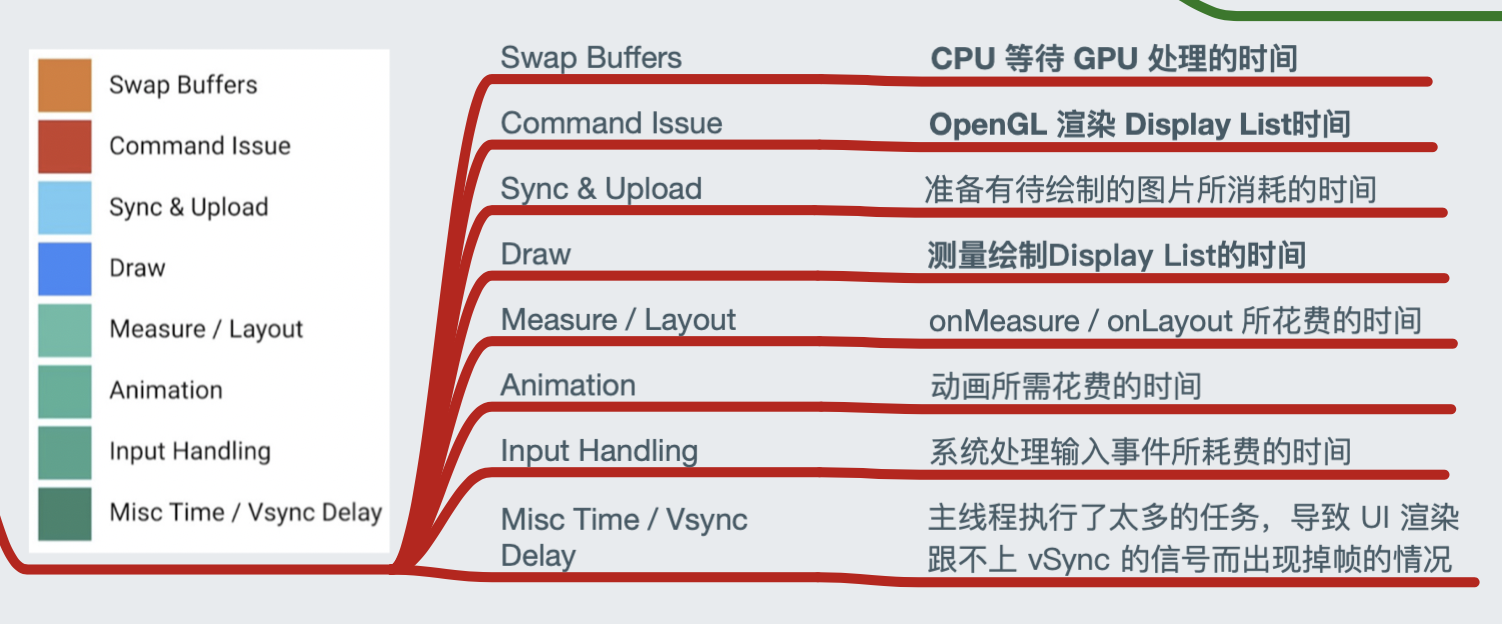 Swap Buffers
Command Issue
Sync & Upload
Draw
Measure / Layout
Animation
Input Handling
Misc Time / Vsync Delay
Swap Buffers
CPU 等待 GPU 处理的时间
Command Issue
OpenGL 渲染 Display List时间
Sync & Upload
准备有待绘制的图片所消耗的时间
Draw
测量绘制Display List的时间
Measure / Layout
onMeasure / onLayout 所花费的时间
Animation
动画所需花费的时间
Input Handling
系统处理输入事件所耗费的时间
Misc Time / Vsync
Delay
主线程执行了太多的任务，导致 UI 渲染
跟不上 vSync 的信号而出现掉帧的情况